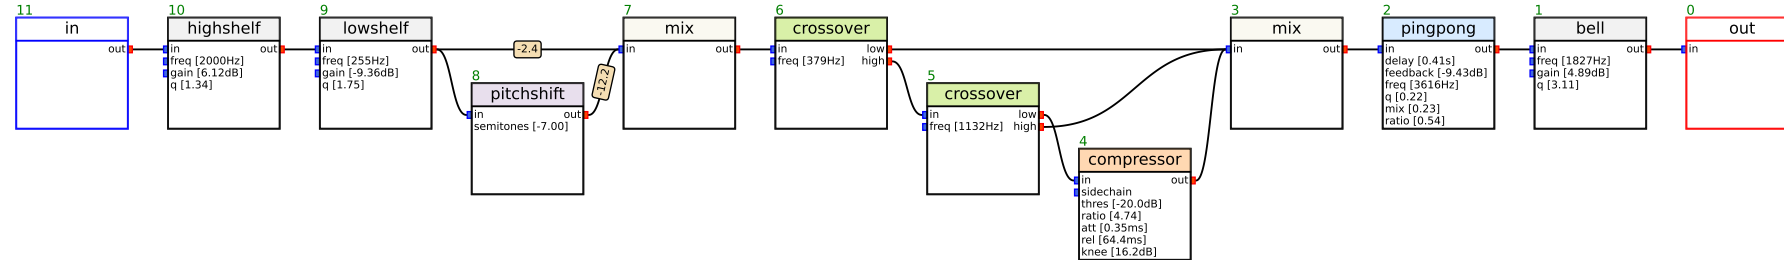 11
in
out
10
highshelf
in
out
freq [2000Hz]
gain [6.12dB]
q [1.34]
9
lowshelf
in
out
freq [255Hz]
gain [-9.36dB]
q [1.75]
-2.4
8
pitchshift
in
out
semitones [-7.00]
-12.2
7
mix
in
out
6
crossover
in
low
freq [379Hz]
high
5
crossover
in
low
freq [1132Hz]
high
4
compressor
in
out
sidechain
thres [-20.0dB]
ratio [4.74]
att [0.35ms]
rel [64.4ms]
knee [16.2dB]
3
mix
in
out
2
pingpong
in
out
delay [0.41s]
feedback [-9.43dB]
freq [3616Hz]
q [0.22]
mix [0.23]
ratio [0.54]
1
bell
in
out
freq [1827Hz]
gain [4.89dB]
q [3.11]
0
out
in